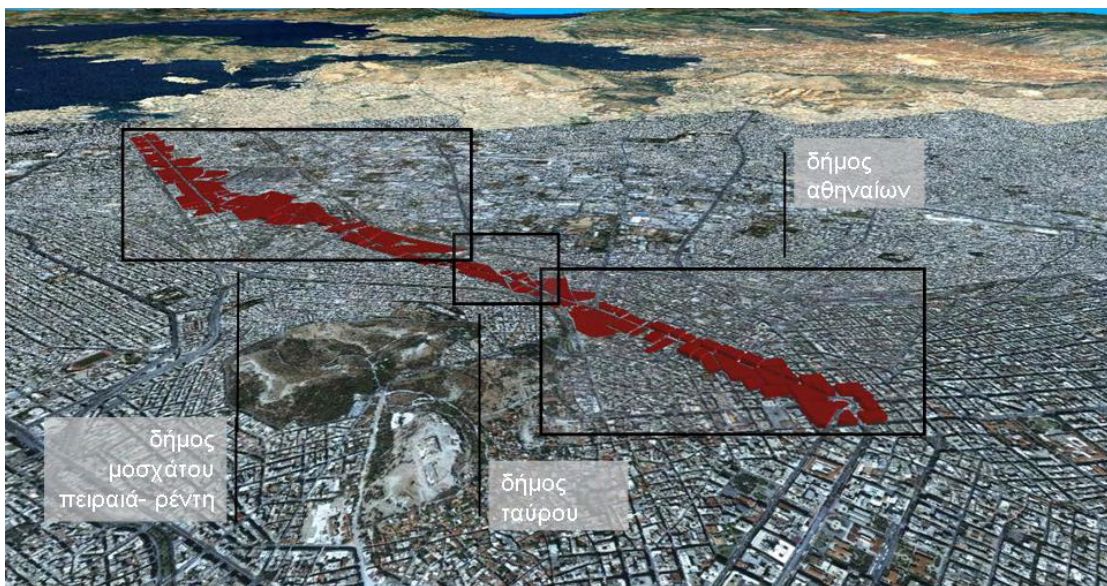 δήμος
αθηναίων
δήμος
μοσχάτου
πειραιά- ρέντη
δήμος
ταύρου